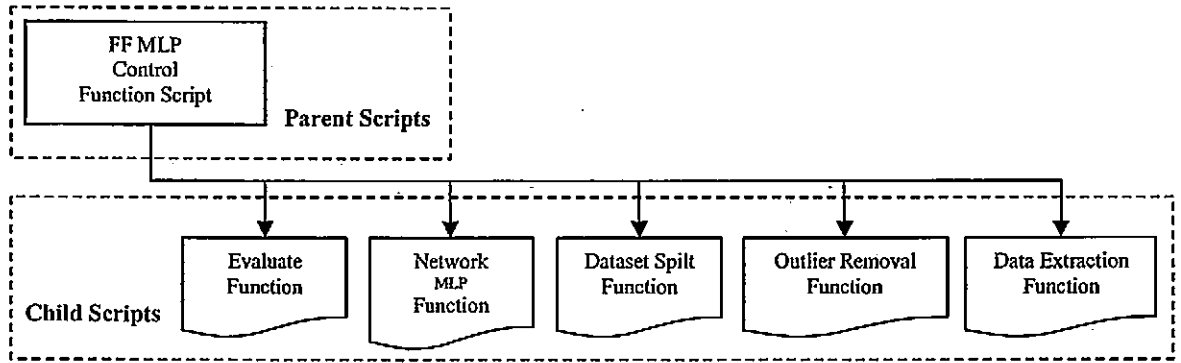 FF MLP
Control
Function Script
Parent Scripts
Evaluate
Function
Network
MLP
Function
Dataset Spilt
Function
Outlier Removal
Function
Data Extraction
Function
Child Scripts